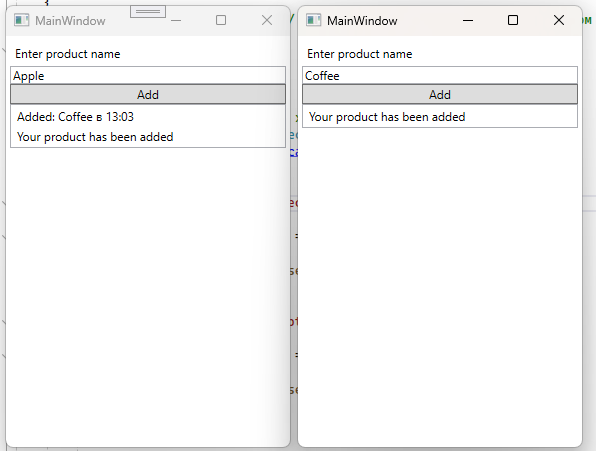 MainWindow
Enter product name
Apple
Add
Added: Coffee в 13:03
Your product has been added
MainWindow
Enter product name
Coffee
Add
Your product has been added